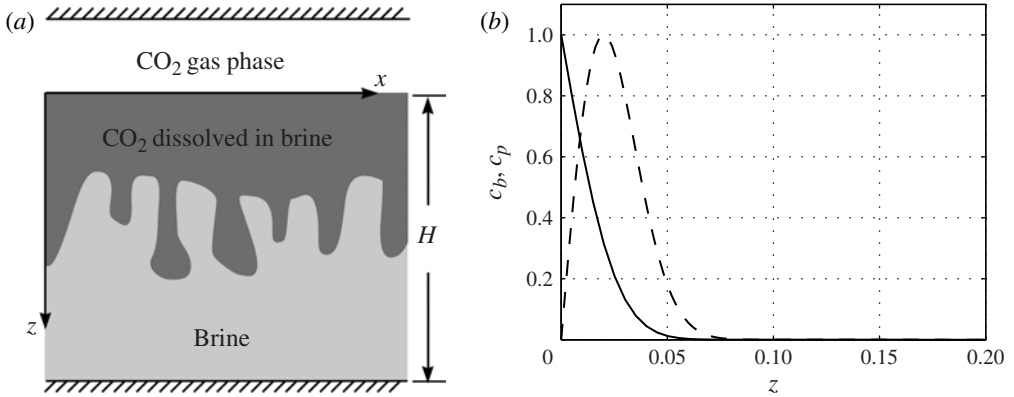 (a)
CO₂ gas phase
x
CO₂ dissolved in brine
H
z
Brine
(b)
1.0
0.8
0.6
0.4
0.2
c_b, c_p
0 0.05 0.10 0.15 0.20
z